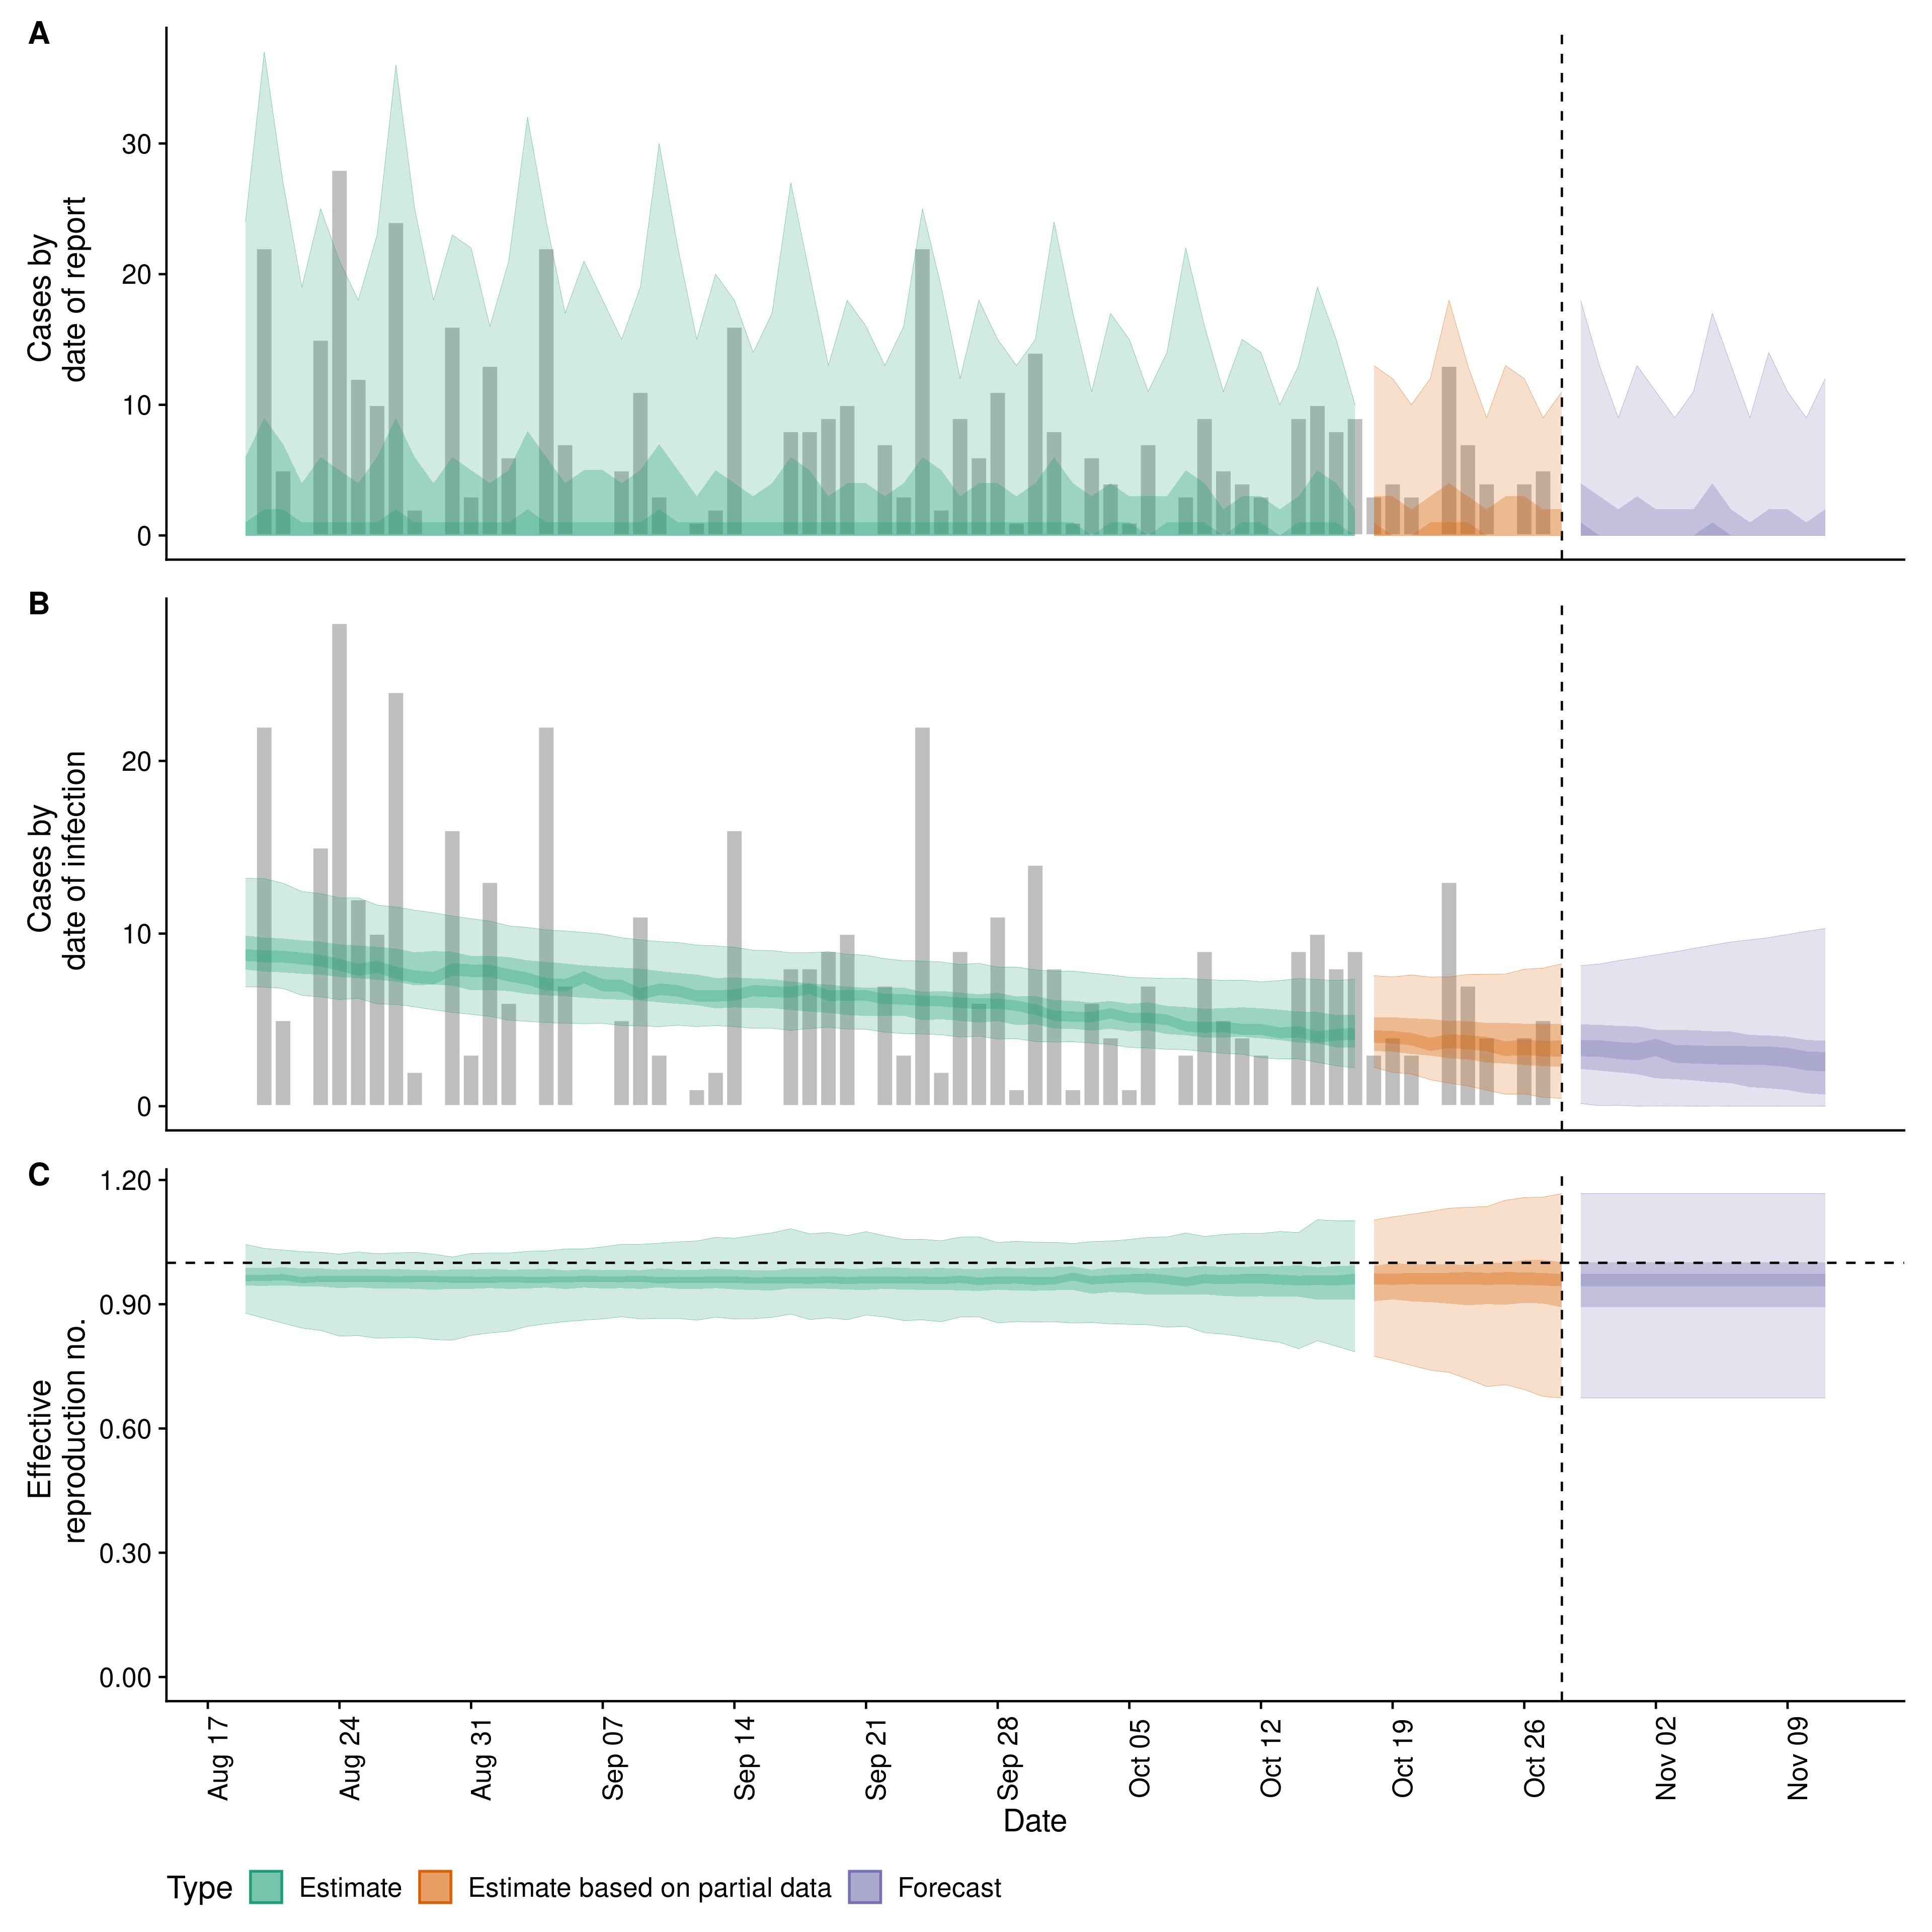 A
Cases by
date of report
30
20
10
0
B
Cases by
date of infection
20
10
0
C
Effective
reproduction no.
1.20
0.90
0.60
0.30
0.00
Aug 17
Aug 24
Aug 31
Sep 07
Sep 14
Sep 21
Sep 28
Oct 05
Oct 12
Oct 19
Oct 26
Nov 02
Nov 09
Date
Type Estimate Estimate based on partial data Forecast